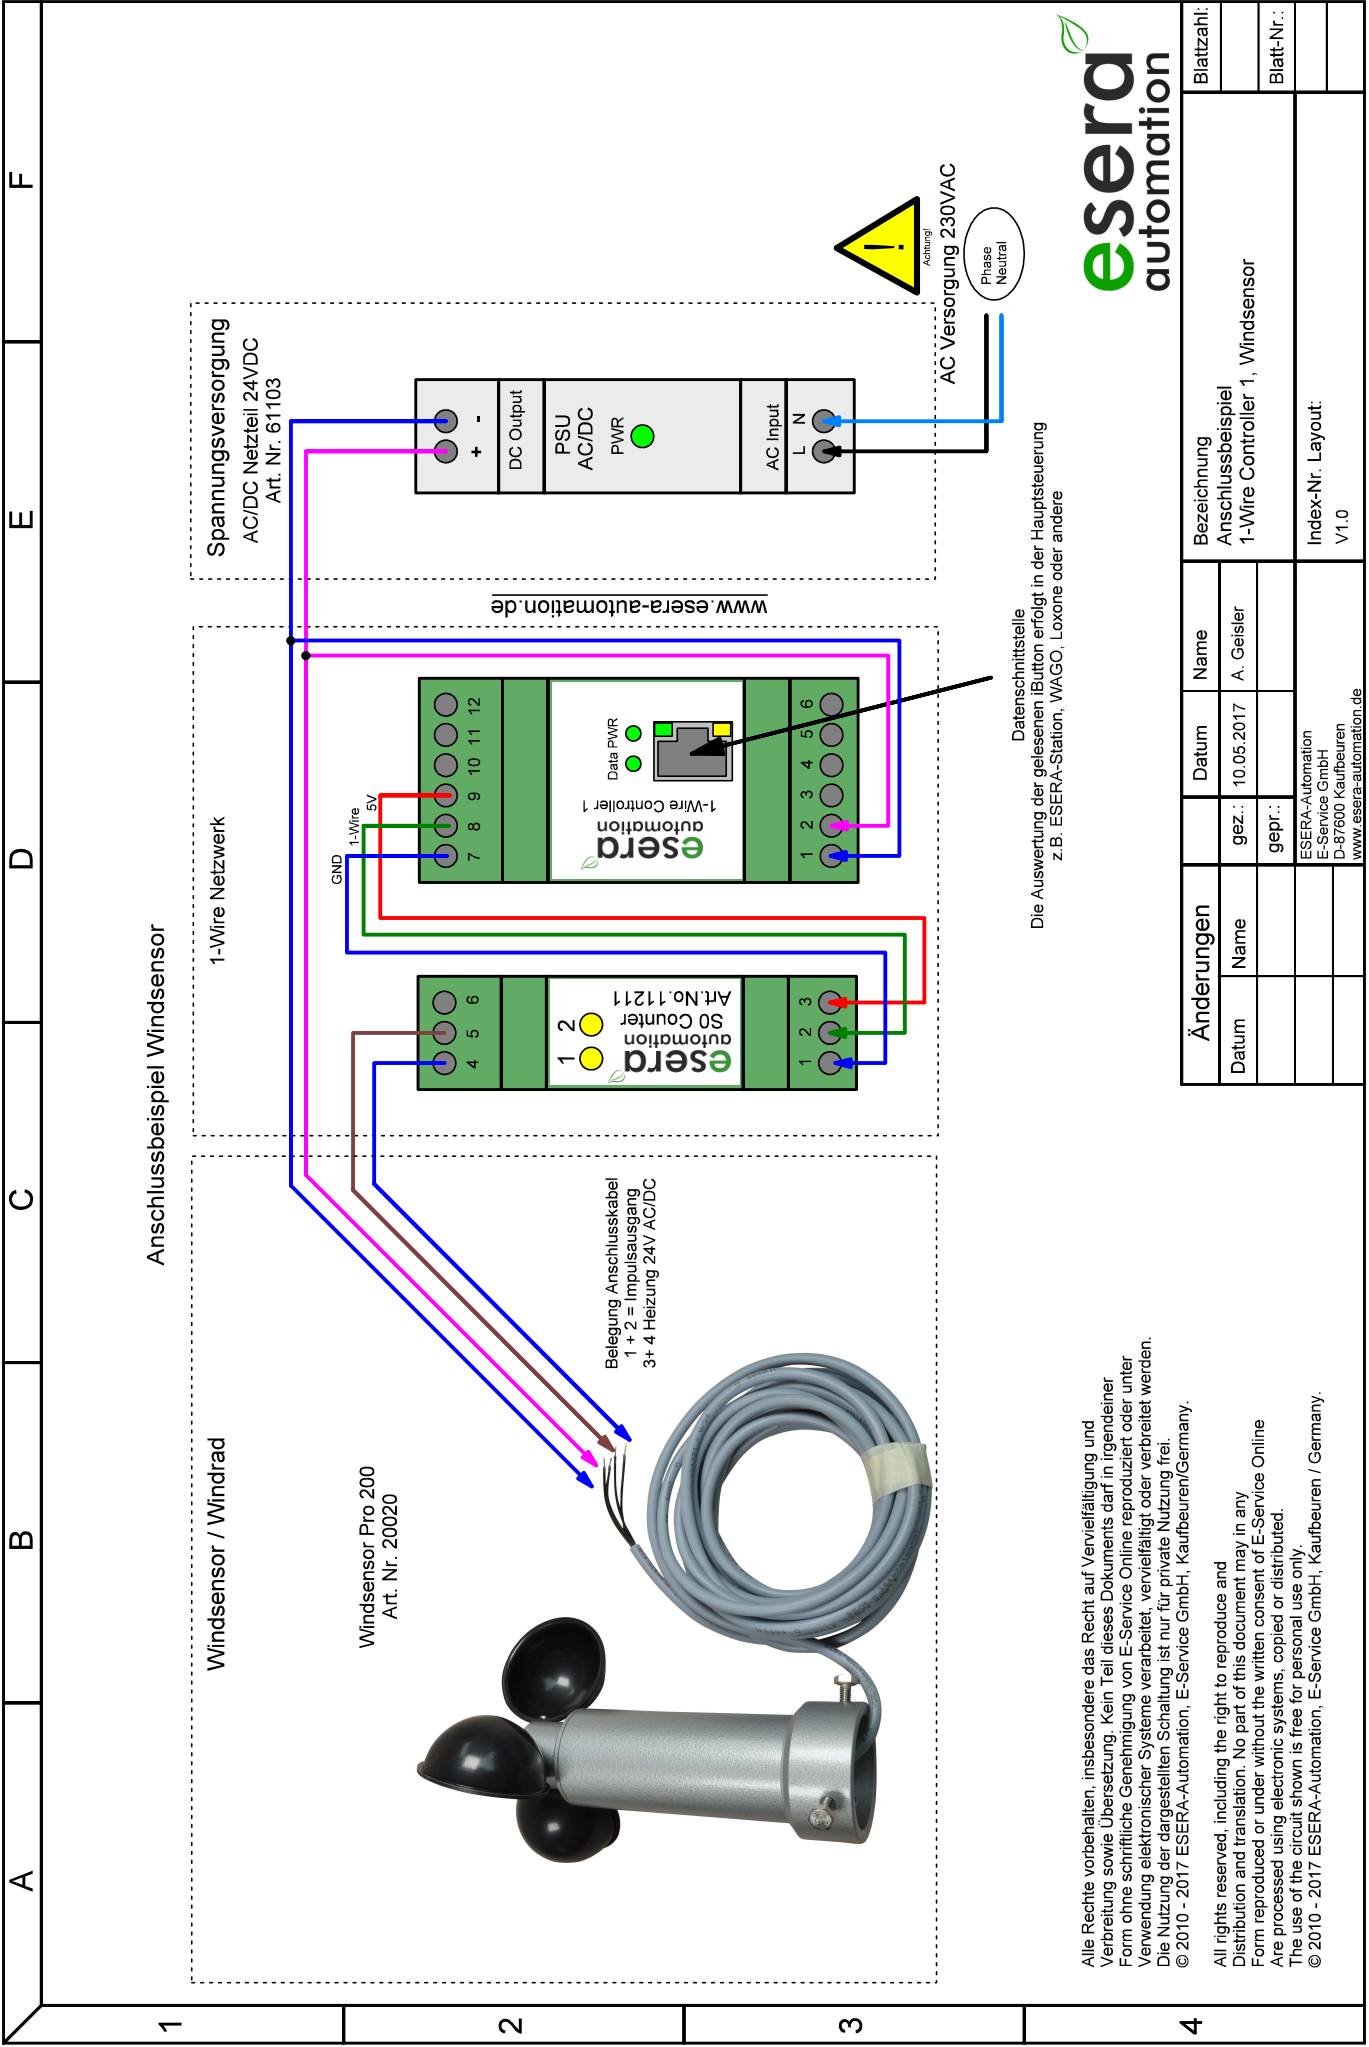 A
B
C
D
E
F
1
2
3
4
Anschlussbeispiel Windsensor
Windsensor / Windrad
Windsensor Pro 200
Art. Nr. 20020
Belegung Anschlusskabel
1 + 2 = Impulsausgang
3+ 4 Heizung 24V AC/DC
1-Wire Netzwerk
4
5
6
1
2
esera
automation
S0 Counter
Art.No.11211
1
2
3
GND
1-Wire
5V
7
8
9
10
11
12
esera
automation
1-Wire Controller 1
Data
PWR
1
2
3
4
5
6
www.esera-automation.de
Spannungsversorgung
AC/DC Netzteil 24VDC
Art. Nr. 61103
+
-
DC Output
PSU
AC/DC
PWR
AC Input
L
N
!
Achtung!
AC Versorgung 230VAC
Phase
Neutral
Datenschnittstelle
Die Auswertung der gelesenen iButton erfolgt in der Hauptsteuerung
z.B. ESERA-Station, WAGO, Loxone oder andere
esera
automation
Alle Rechte vorbehalten, insbesondere das Recht auf Vervielfältigung und
Verbreitung sowie Übersetzung. Kein Teil dieses Dokuments darf in irgendeiner
Form ohne schriftliche Genehmigung von E-Service Online reproduziert oder unter
Verwendung elektronischer Systeme verarbeitet, vervielfältigt oder verbreitet werden.
Die Nutzung der dargestellten Schaltung ist nur für private Nutzung frei.
© 2010 - 2017 ESERA-Automation, E-Service GmbH, Kaufbeuren/Germany.
All rights reserved, including the right to reproduce and
Distribution and translation. No part of this document may in any
Form reproduced or under without the written consent of E-Service Online
Are processed using electronic systems, copied or distributed.
The use of the circuit shown is free for personal use only.
© 2010 - 2017 ESERA-Automation, E-Service GmbH, Kaufbeuren / Germany.
Änderungen
Datum
Name
Datum
Name
gez.:
10.05.2017
A. Geisler
gepr.:
ESERA-Automation
E-Service GmbH
D-87600 Kaufbeuren
www.esera-automation.de
Bezeichnung
Anschlussbeispiel
1-Wire Controller 1, Windsensor
Index-Nr. Layout:
V1.0
Blattzahl:
Blatt-Nr.: